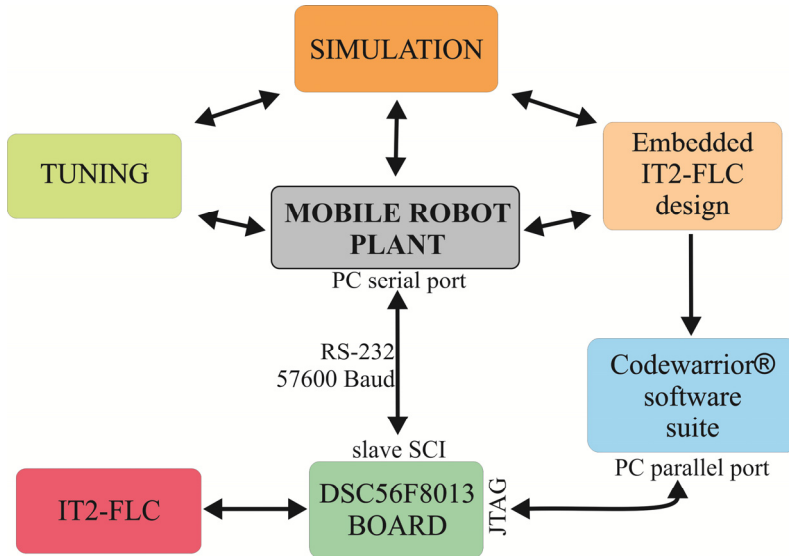 SIMULATION
TUNING
Embedded
IT2-FLC
design
MOBILE ROBOT
PLANT
PC serial port
RS-232
57600 Baud
Codewarrior®
software
suite
PC parallel port
slave SCI
IT2-FLC
DSC56F8013
BOARD
JTAG